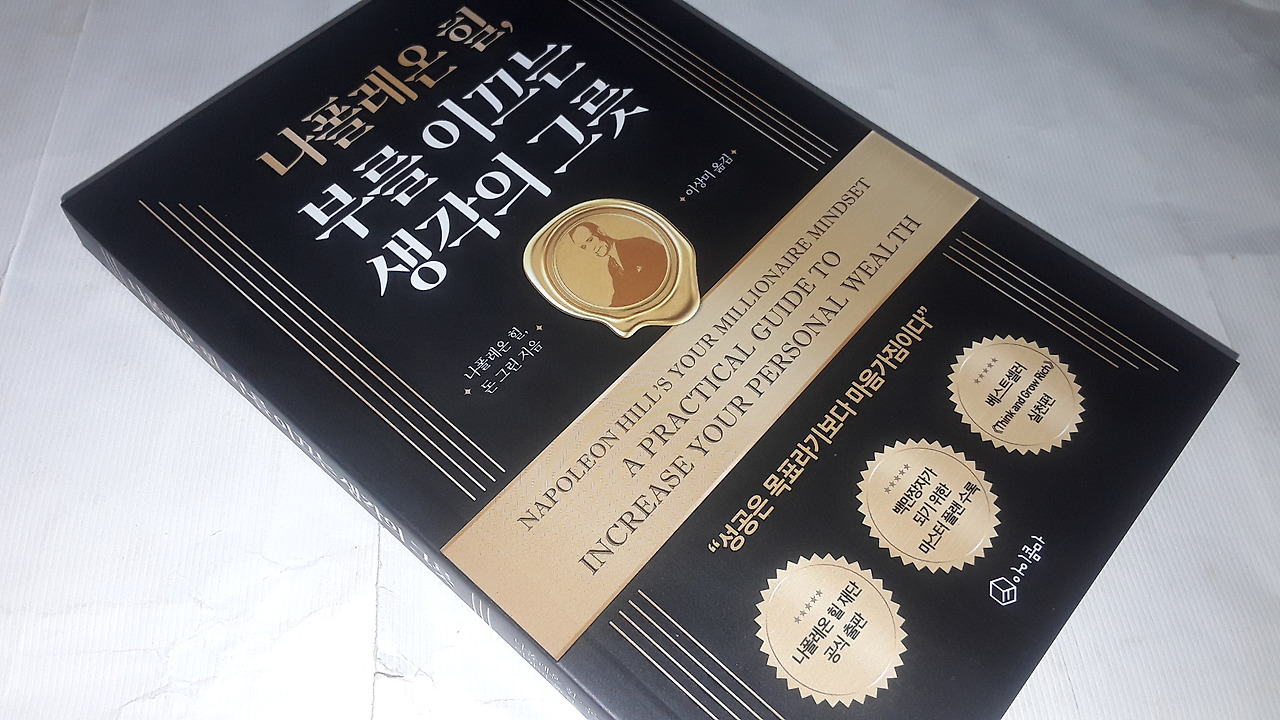 나폴레온 힐,
부를 이끄는
생각의 그릇
이상미 옮김
나폴레온 힐,
돈 그린 지음
NAPOLEON HILL'S YOUR MILLIONAIRE MINDSET
A PRACTICAL GUIDE TO
INCREASE YOUR PERSONAL WEALTH
“성공은 목표라기보다 마음가짐이다”
베스트셀러
《Think and Grow Rich》
실천편
백만장자가
되기 위한
마스터 플랜 수록
나폴레온 힐 재단
공식 출판
아이콤마